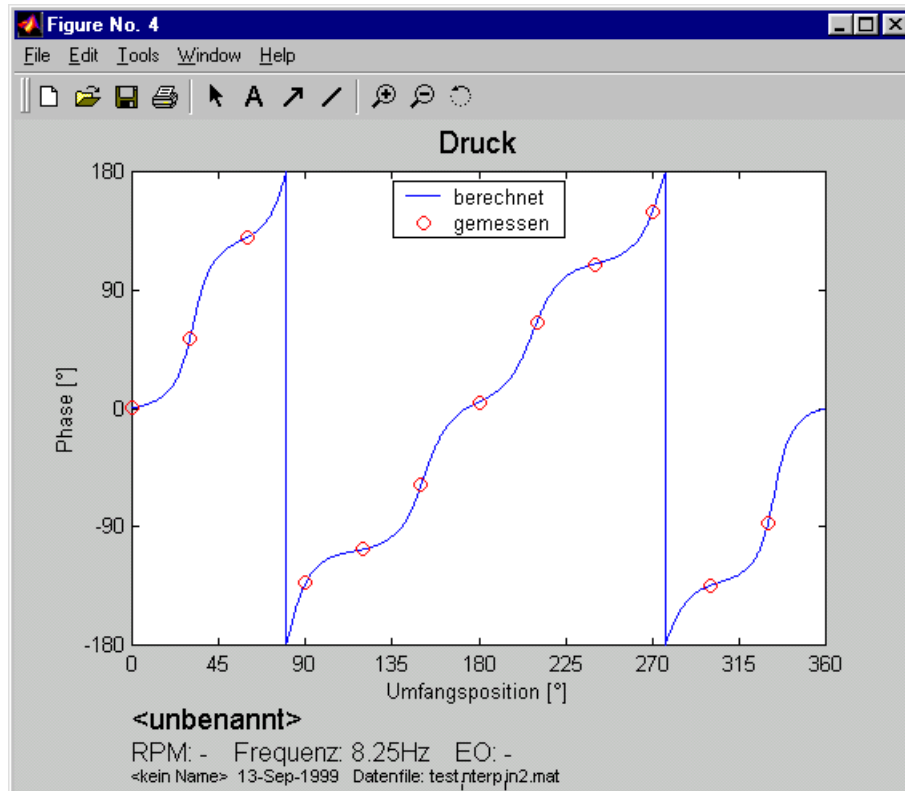 Figure No. 4
File Edit Tools Window Help
A
Druck
berechnet
gemessen
180
90
0
-90
-180
Phase [°]
0 45 90 135 180 225 270 315 360
Umfangsposition [°]
<unbenannt>
RPM: - Frequenz: 8.25Hz EO: -
<kein Name> 13-Sep-1999 Datenfile: